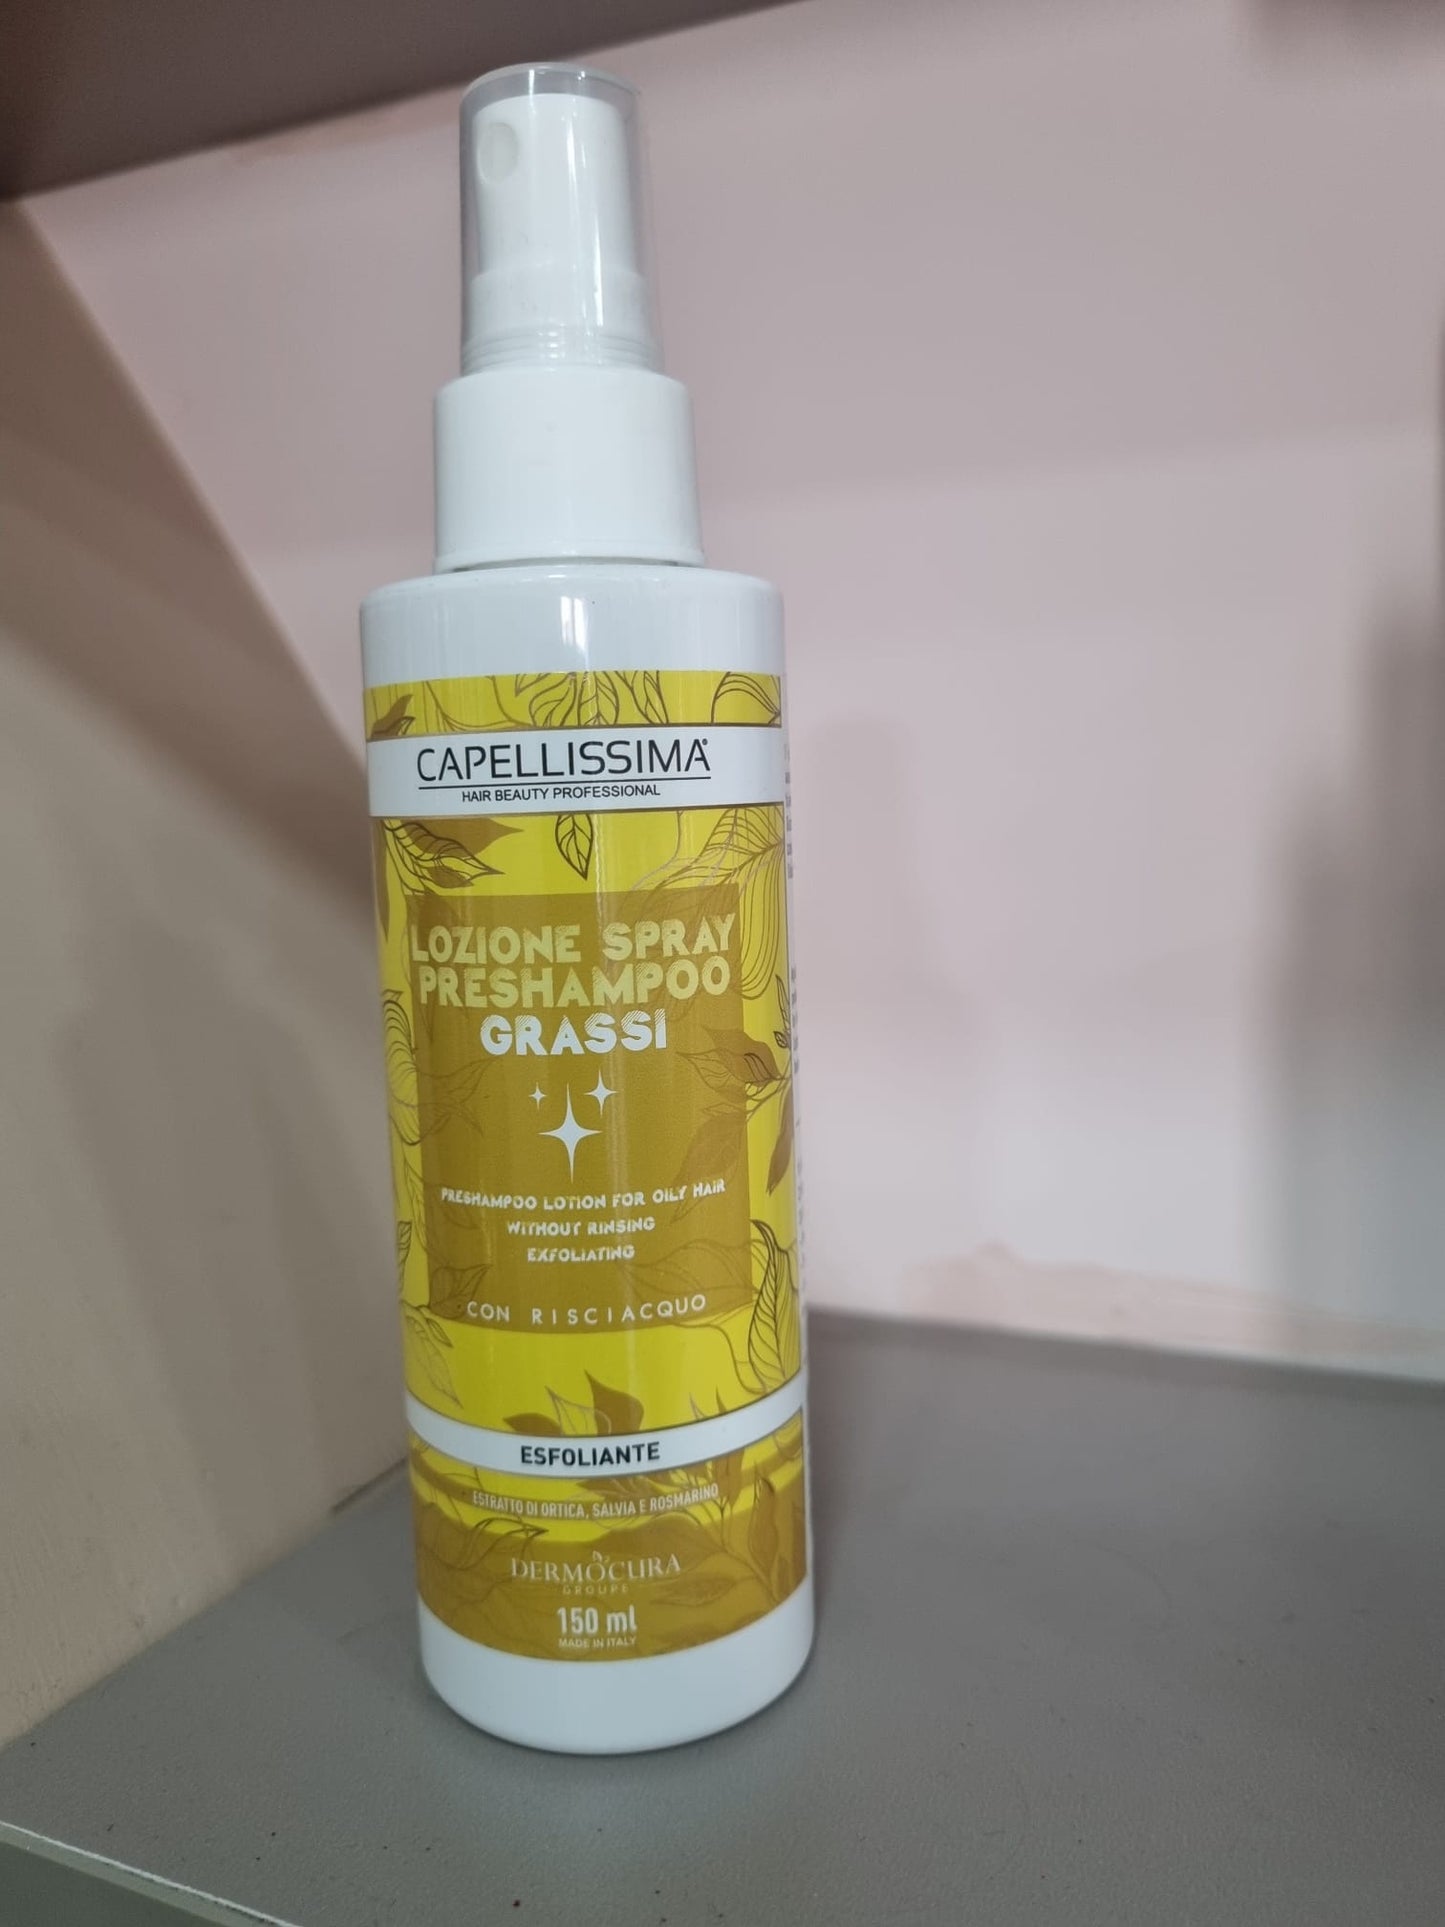 CAPELLISSIMA®
HAIR BEAUTY PROFESSIONAL
LOZIONE SPRAY
PRESHAMPOO
GRASSI
PRESHAMPOO LOTION FOR OILY HAIR
WITHOUT RINSING
EXFOLIATING
CON RISCIACQUO
ESFOLIANTE
ESTRATTO DI ORTICA, SALVIA E ROSMARINO
DERMOCURA
GROUPE
150 ml
MADE IN ITALY